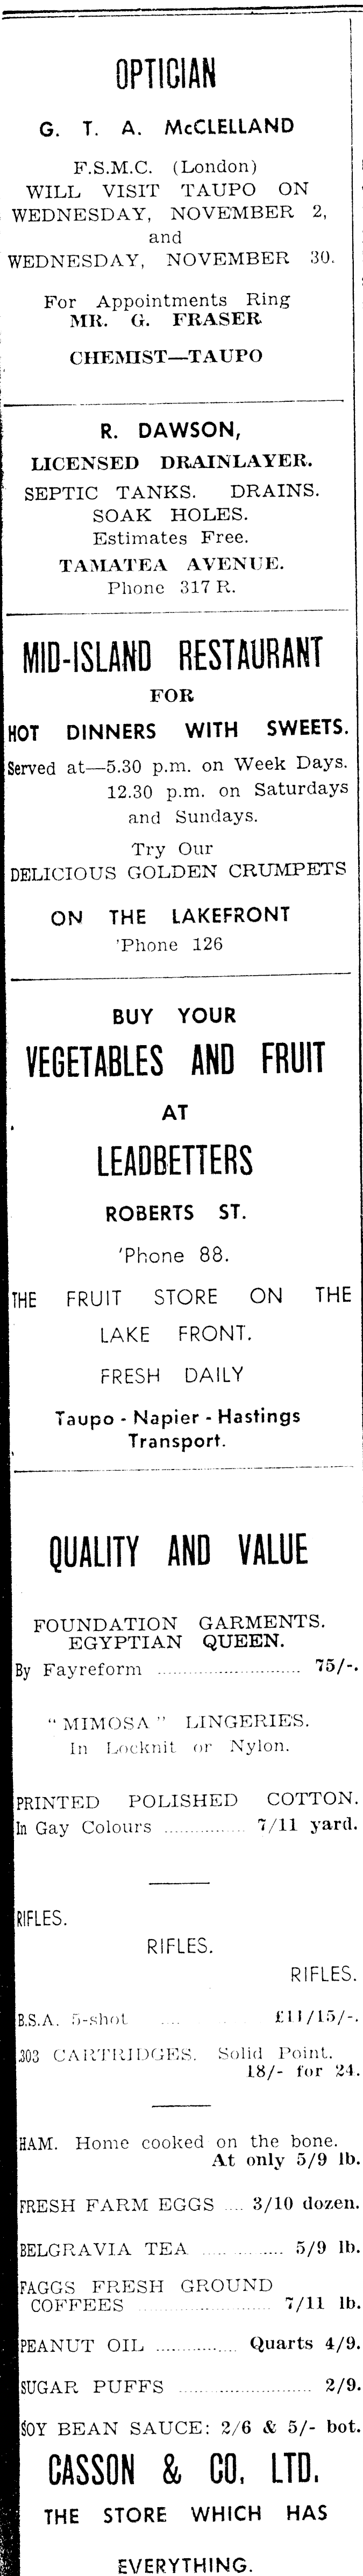 OPTICIAN
G. T. A. McCLELLAND
F.S.M.C. (London)
WILL VISIT TAUPO ON
WEDNESDAY, NOVEMBER 2,
and
WEDNESDAY, NOVEMBER 30.
For Appointments Ring
MR. G. FRASER
CHEMIST—TAUPO
R. DAWSON,
LICENSED DRAINLAYER.
SEPTIC TANKS. DRAINS.
SOAK HOLES.
Estimates Free.
TAMATEA AVENUE.
Phone 317 R.
MID-ISLAND RESTAURANT
FOR
HOT DINNERS WITH SWEETS.
Served at—5.30 p.m. on Week Days.
12.30 p.m. on Saturdays
and Sundays.
Try Our
DELICIOUS GOLDEN CRUMPETS
ON THE LAKEFRONT
'Phone 126
BUY YOUR
VEGETABLES AND FRUIT
AT
LEADBETTERS
ROBERTS ST.
'Phone 88.
THE FRUIT STORE ON THE
LAKE FRONT.
FRESH DAILY
Taupo - Napier - Hastings
Transport.
QUALITY AND VALUE
FOUNDATION GARMENTS.
EGYPTIAN QUEEN.
By Fayreform ........ 75/-.
"MIMOSA" LINGERIES.
In Locknit or Nylon.
PRINTED POLISHED COTTON.
In Gay Colours ........ 7/11 yard.
RIFLES.
RIFLES.
RIFLES.
B.S.A. 5-shot .... £11/15/-.
.303 CARTRIDGES. Solid Point.
18/- for 24.
HAM. Home cooked on the bone.
At only 5/9 lb.
FRESH FARM EGGS .... 3/10 dozen.
BELGRAVIA TEA ........ 5/9 lb.
FAGGS FRESH GROUND
COFFEES ........ 7/11 lb.
PEANUT OIL ........ Quarts 4/9.
SUGAR PUFFS ........ 2/9.
SOY BEAN SAUCE: 2/6 & 5/- bot.
CASSON & CO, LTD.
THE STORE WHICH HAS
EVERYTHING.